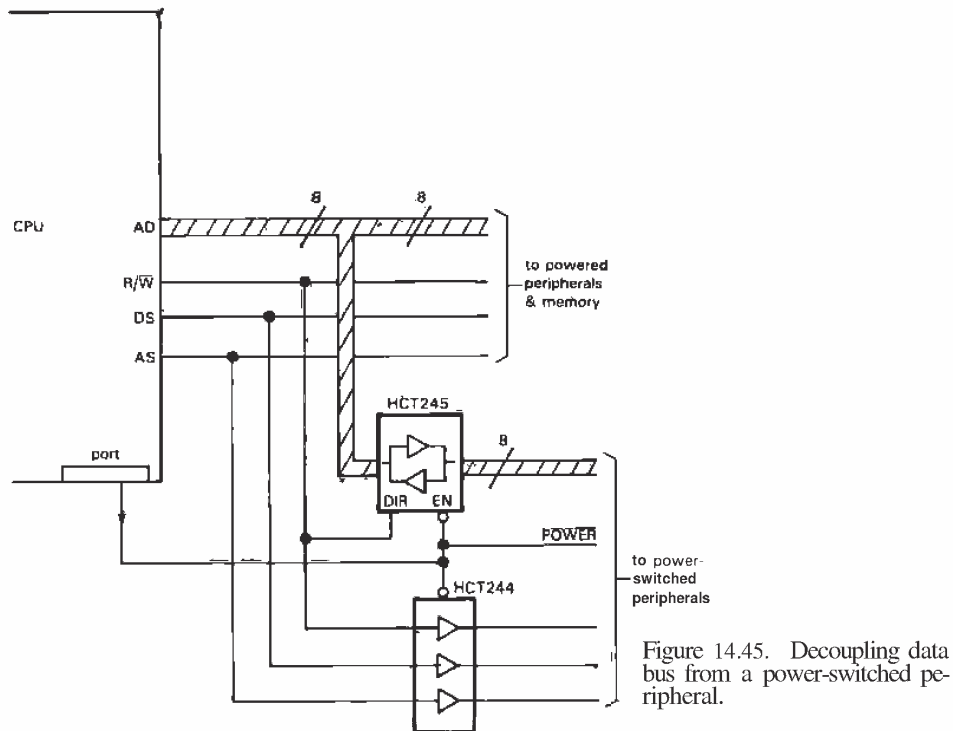 8
8
CPU
AD
R/W̅
DS
AS
to powered
peripherals
& memory
HCT245
8
port
DIR
EN
P̅O̅W̅E̅R̅
to power-
switched
peripherals
HCT244
Figure 14.45. Decoupling data
bus from a power-switched pe-
ripheral.